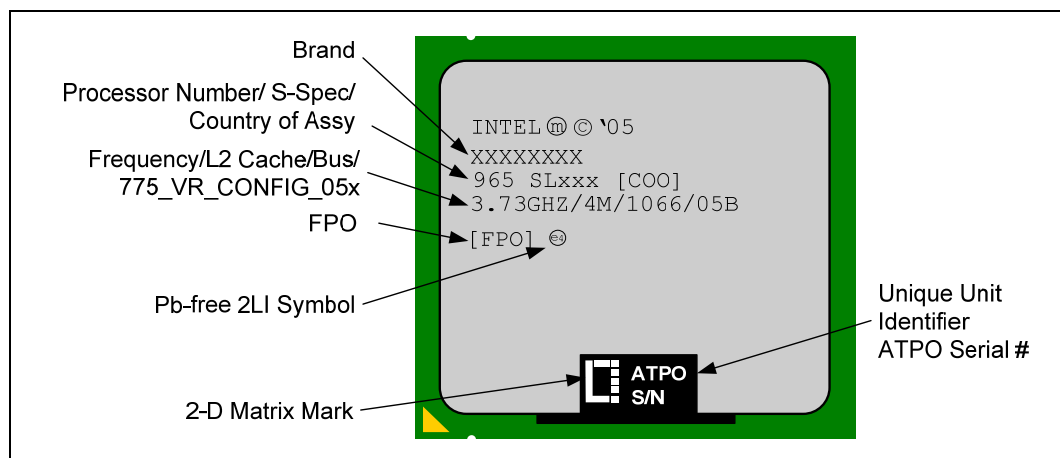 Brand
Processor Number/ S-Spec/
Country of Assy
Frequency/L2 Cache/Bus/
775_VR_CONFIG_05x
FPO
Pb-free 2LI Symbol
2-D Matrix Mark
INTEL ⓜ © '05
XXXXXXXX
965 SLxxx [COO]
3.73GHZ/4M/1066/05B
[FPO] e4
ATPO
S/N
Unique Unit
Identifier
ATPO Serial #